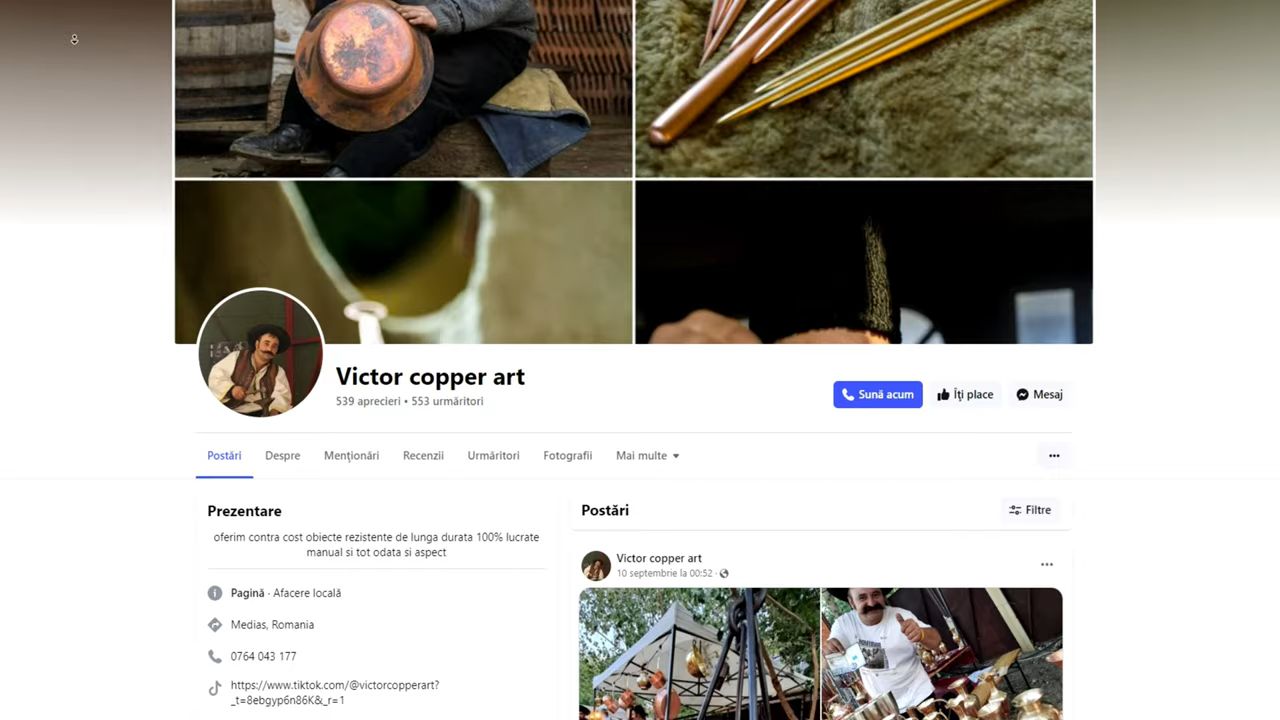 Victor copper art
539 aprecieri • 553 urmăritori
Sună acum
Îți place
Mesaj
Postări
Despre
Menționări
Recenzii
Urmăritori
Fotografii
Mai multe
Prezentare
oferim contra cost obiecte rezistente de lunga durata 100% lucrate
manual si tot odata si aspect
Pagină · Afacere locală
Medias, Romania
0764 043 177
https://www.tiktok.com/@victorcopperart?
_t=8ebgyp6n86K&_r=1
Postări
Filtre
Victor copper art
10 septembrie la 00:52 ·